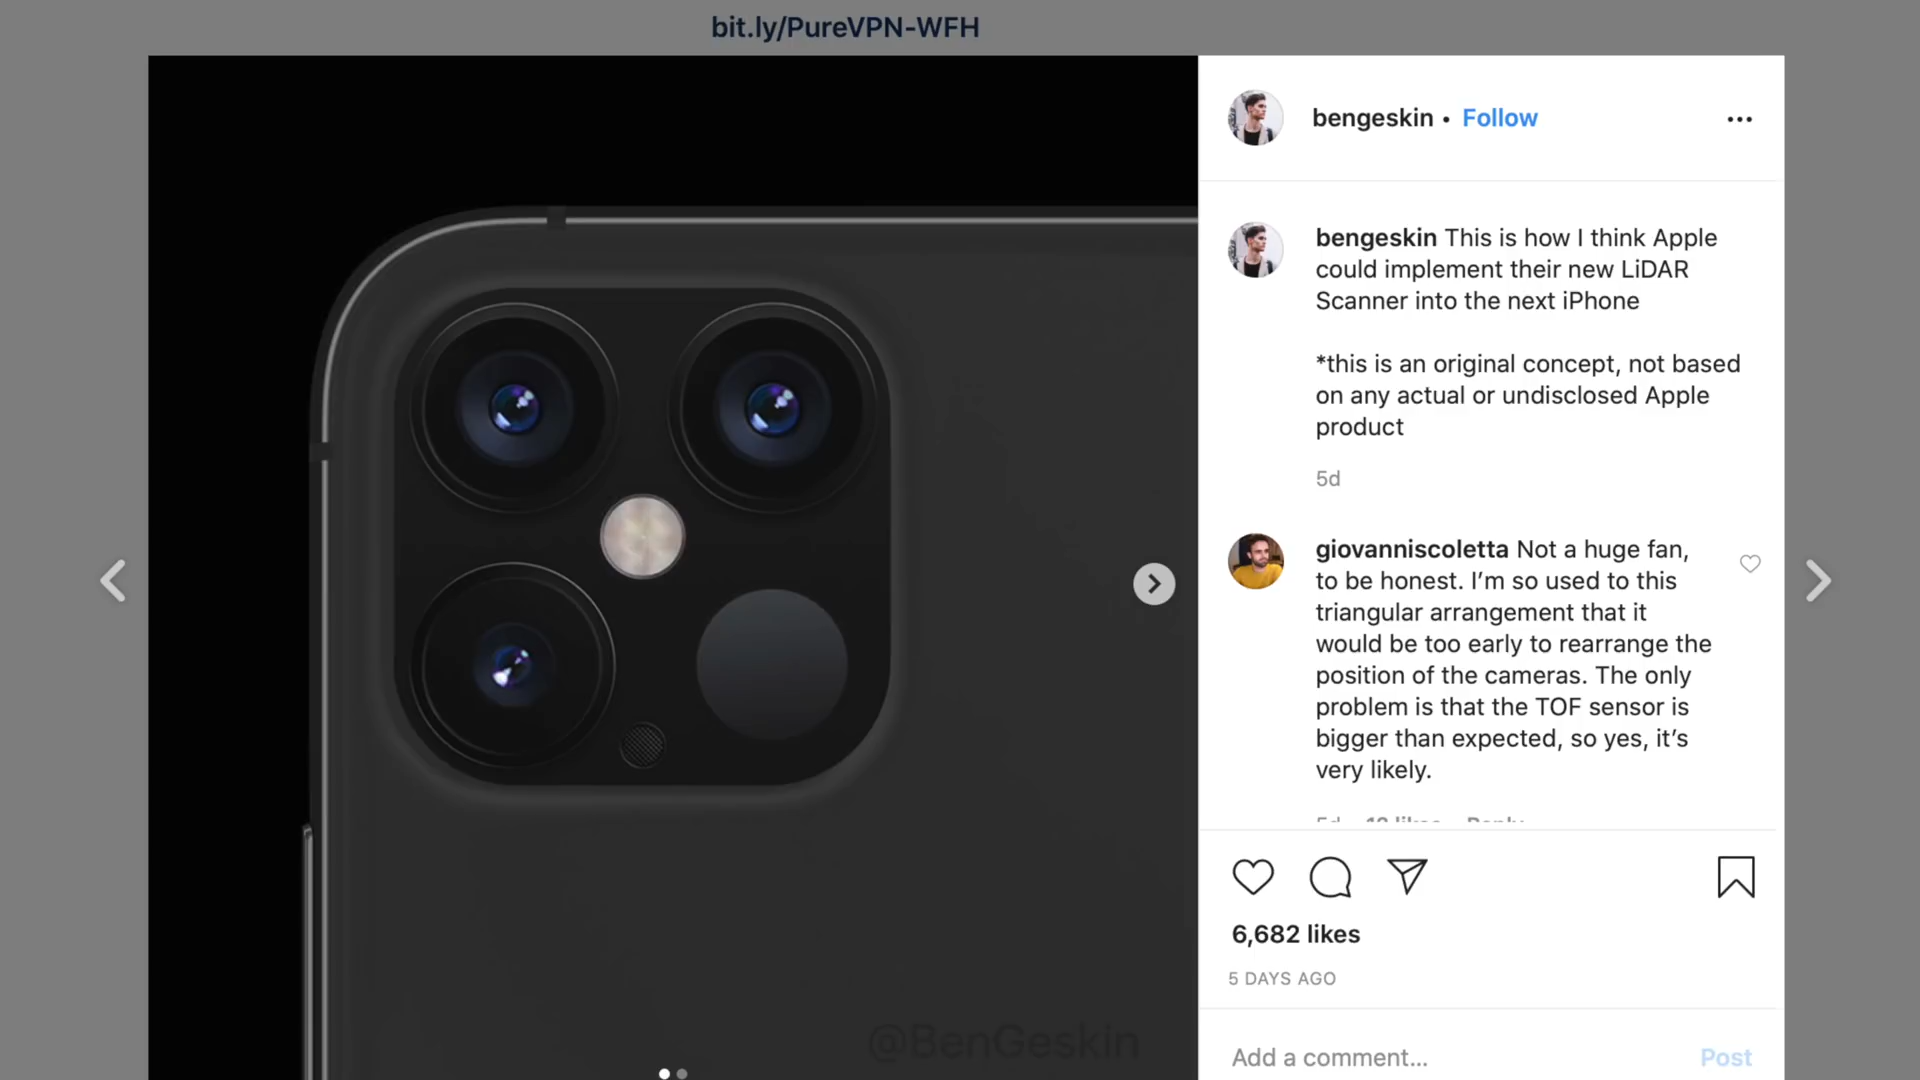 bit.ly/PureVPN-WFH
bengeskin • Follow
bengeskin This is how I think Apple
could implement their new LiDAR
Scanner into the next iPhone
*this is an original concept, not based
on any actual or undisclosed Apple
product
5d
giovanniscoletta Not a huge fan,
to be honest. I'm so used to this
triangular arrangement that it
would be too early to rearrange the
position of the cameras. The only
problem is that the TOF sensor is
bigger than expected, so yes, it's
very likely.
5d 12 likes Reply
6,682 likes
5 DAYS AGO
@BenGeskin
Add a comment...
Post